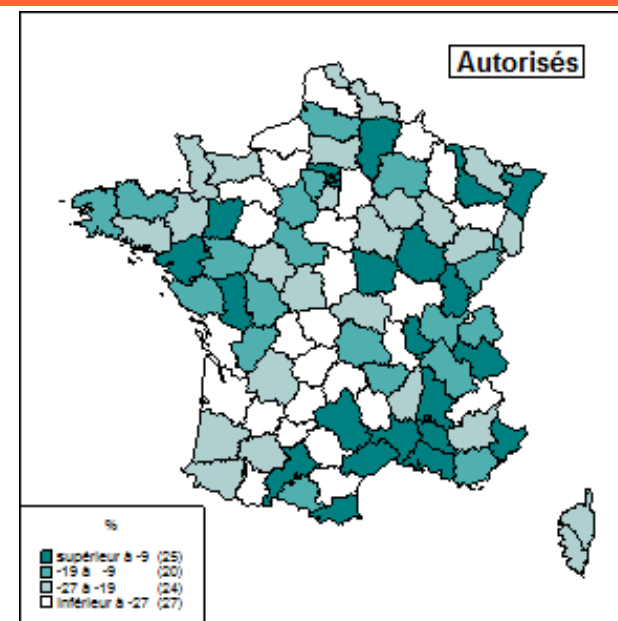 Autorisés
%
supérieur à -9 (25)
-19 à -9 (20)
-27 à -19 (24)
inférieur à -27 (27)